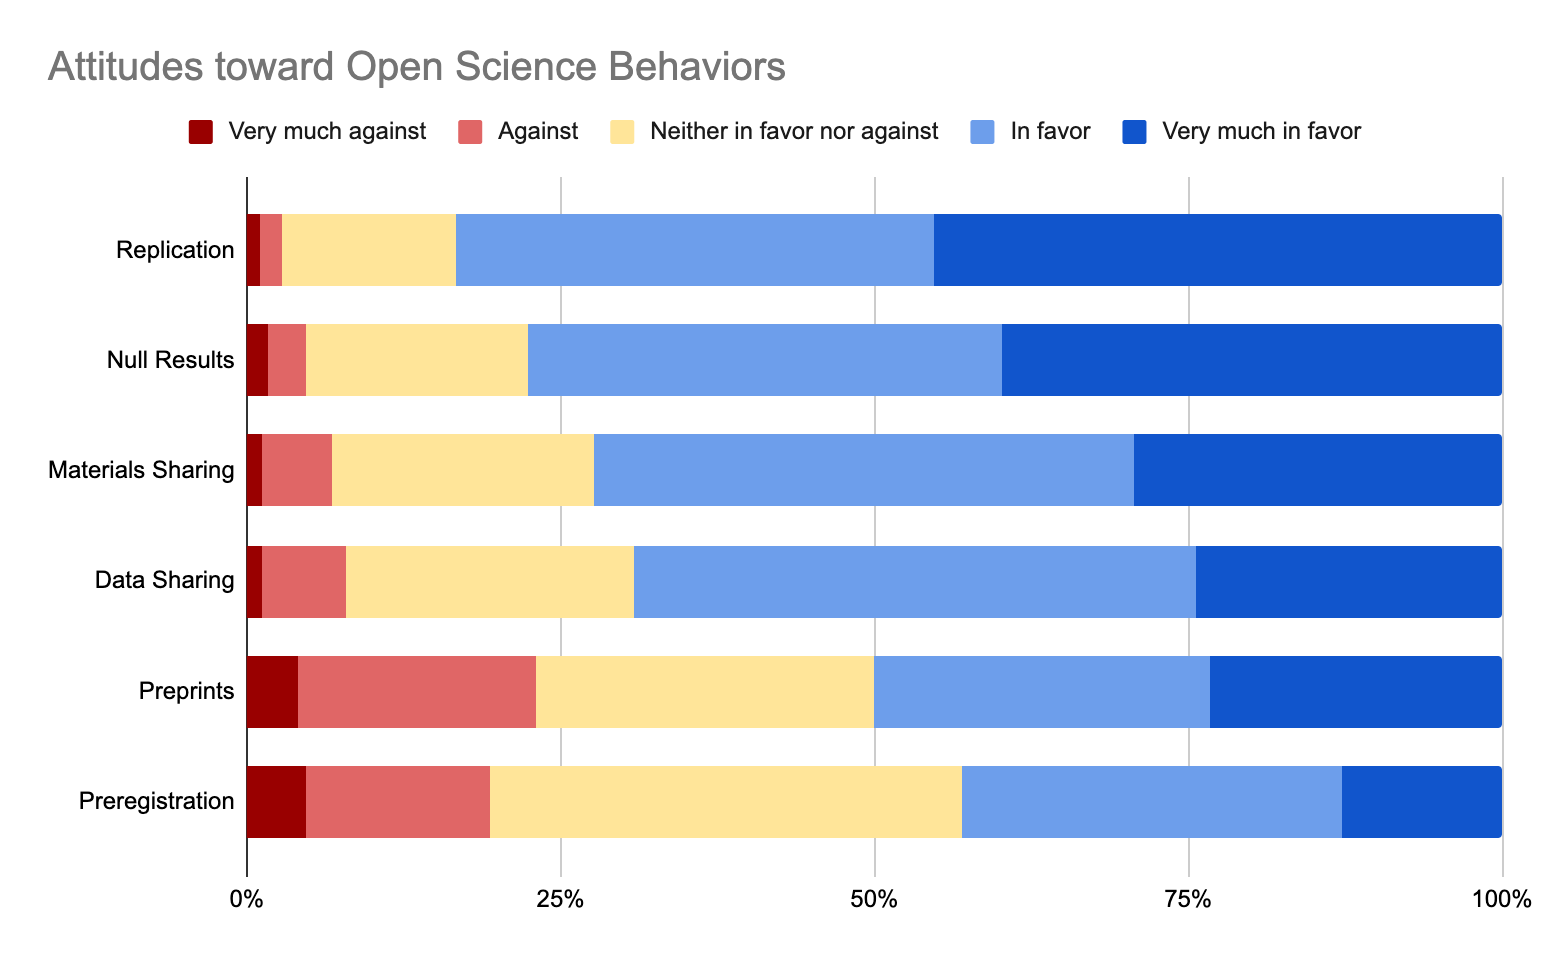 Attitudes toward Open Science Behaviors
Very much against Against Neither in favor nor against In favor Very much in favor
Replication
Null Results
Materials Sharing
Data Sharing
Preprints
Preregistration
0% 25% 50% 75% 100%